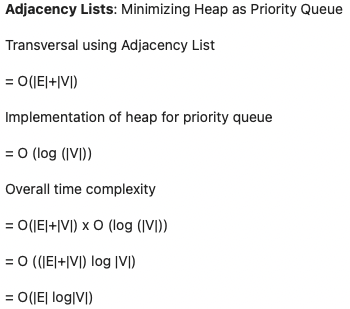 Adjacency Lists: Minimizing Heap as Priority Queue
Transversal using Adjacency List
= O(|E|+|V|)
Implementation of heap for priority queue
= O (log (|V|))
Overall time complexity
= O(|E|+|V|) x O (log (|V|))
= O ((|E|+|V|) log |V|)
= O(|E| log|V|)